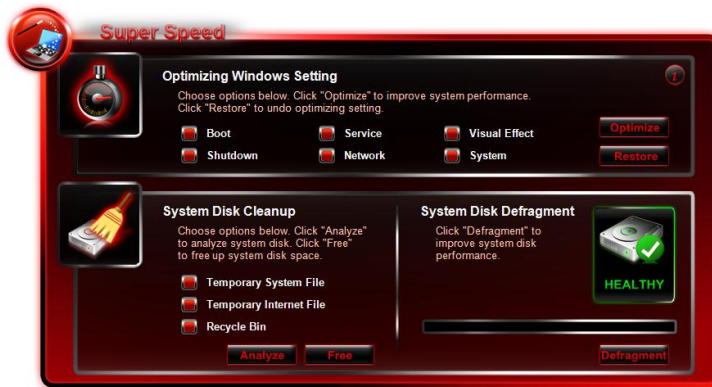 Super Speed
Optimizing Windows Setting
Choose options below. Click "Optimize" to improve system performance.
Click "Restore" to undo optimizing setting.
Boot
Service
Visual Effect
Optimize
Shutdown
Network
System
Restore
System Disk Cleanup
Choose options below. Click "Analyze"
to analyze system disk. Click "Free"
to free up system disk space.
Temporary System File
Temporary Internet File
Recycle Bin
Analyze
Free
System Disk Defragment
Click "Defragment" to
improve system disk
performance.
HEALTHY
Defragment